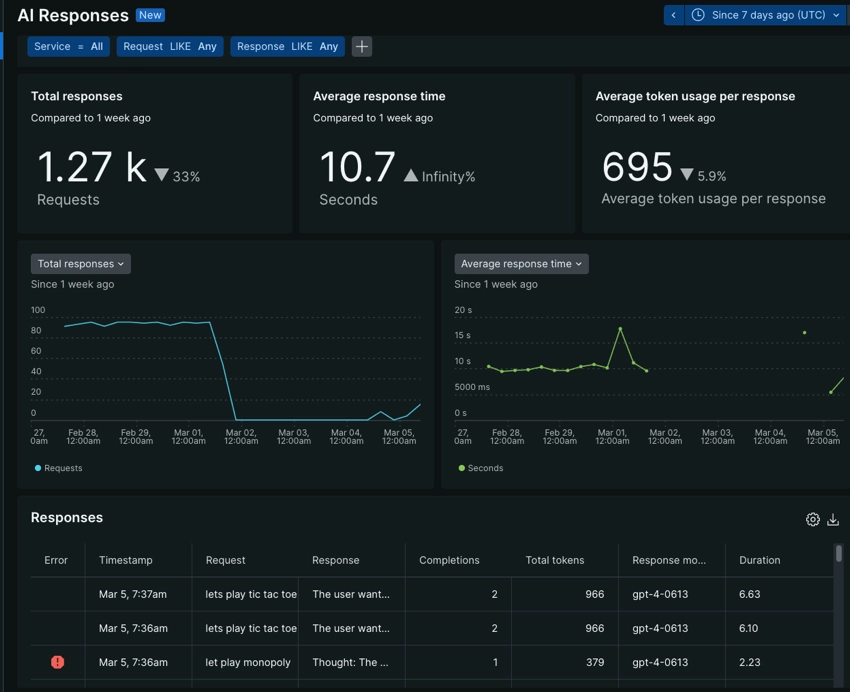 AI Responses New
Since 7 days ago (UTC)
Service = All Request LIKE Any Response LIKE Any
Total responses
Compared to 1 week ago
1.27 k 33%
Requests
Average response time
Compared to 1 week ago
10.7 Infinity%
Seconds
Average token usage per response
Compared to 1 week ago
695 5.9%
Average token usage per response
Total responses
Since 1 week ago
100
80
60
40
20
0
27, Feb 28, Feb 29, Mar 01, Mar 02, Mar 03, Mar 04, Mar 05,
0am 12:00am 12:00am 12:00am 12:00am 12:00am 12:00am 12:00am
Requests
Average response time
Since 1 week ago
20 s
15 s
10 s
5000 ms
0 s
27, Feb 28, Feb 29, Mar 01, Mar 02, Mar 03, Mar 04, Mar 05,
0am 12:00am 12:00am 12:00am 12:00am 12:00am 12:00am 12:00am
Seconds
Responses
Error Timestamp Request Response Completions Total tokens Response mo... Duration
Mar 5, 7:37am lets play tic tac toe The user want... 2 966 gpt-4-0613 6.63
Mar 5, 7:36am lets play tic tac toe The user want... 2 966 gpt-4-0613 6.10
Mar 5, 7:36am let play monopoly Thought: The ... 1 379 gpt-4-0613 2.23